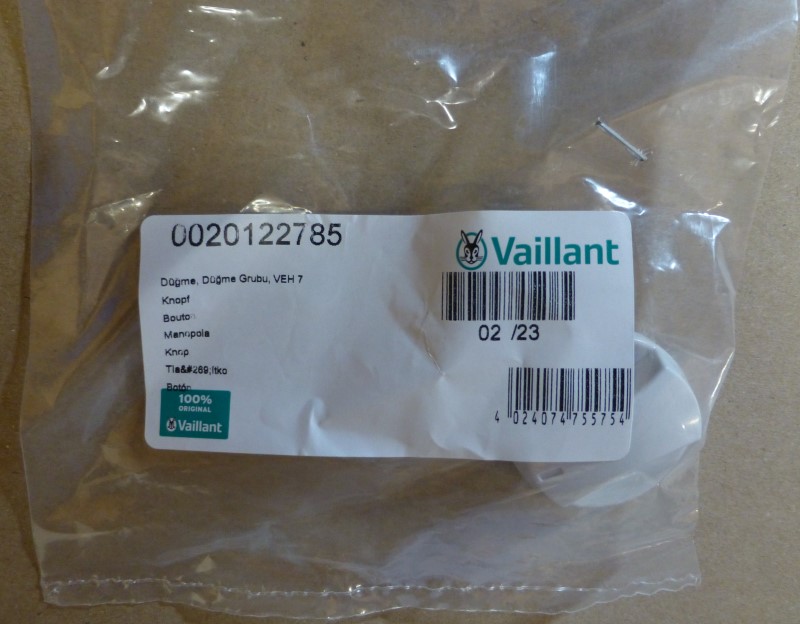 0020122785
Vaillant
Düğme, Düğme Grubu, VEH 7
Knopf
Bouton
Manopola
Knop
Tla&#269;ítko
Botón
02 /23
100%
ORIGINAL
Vaillant
4 024074 755754